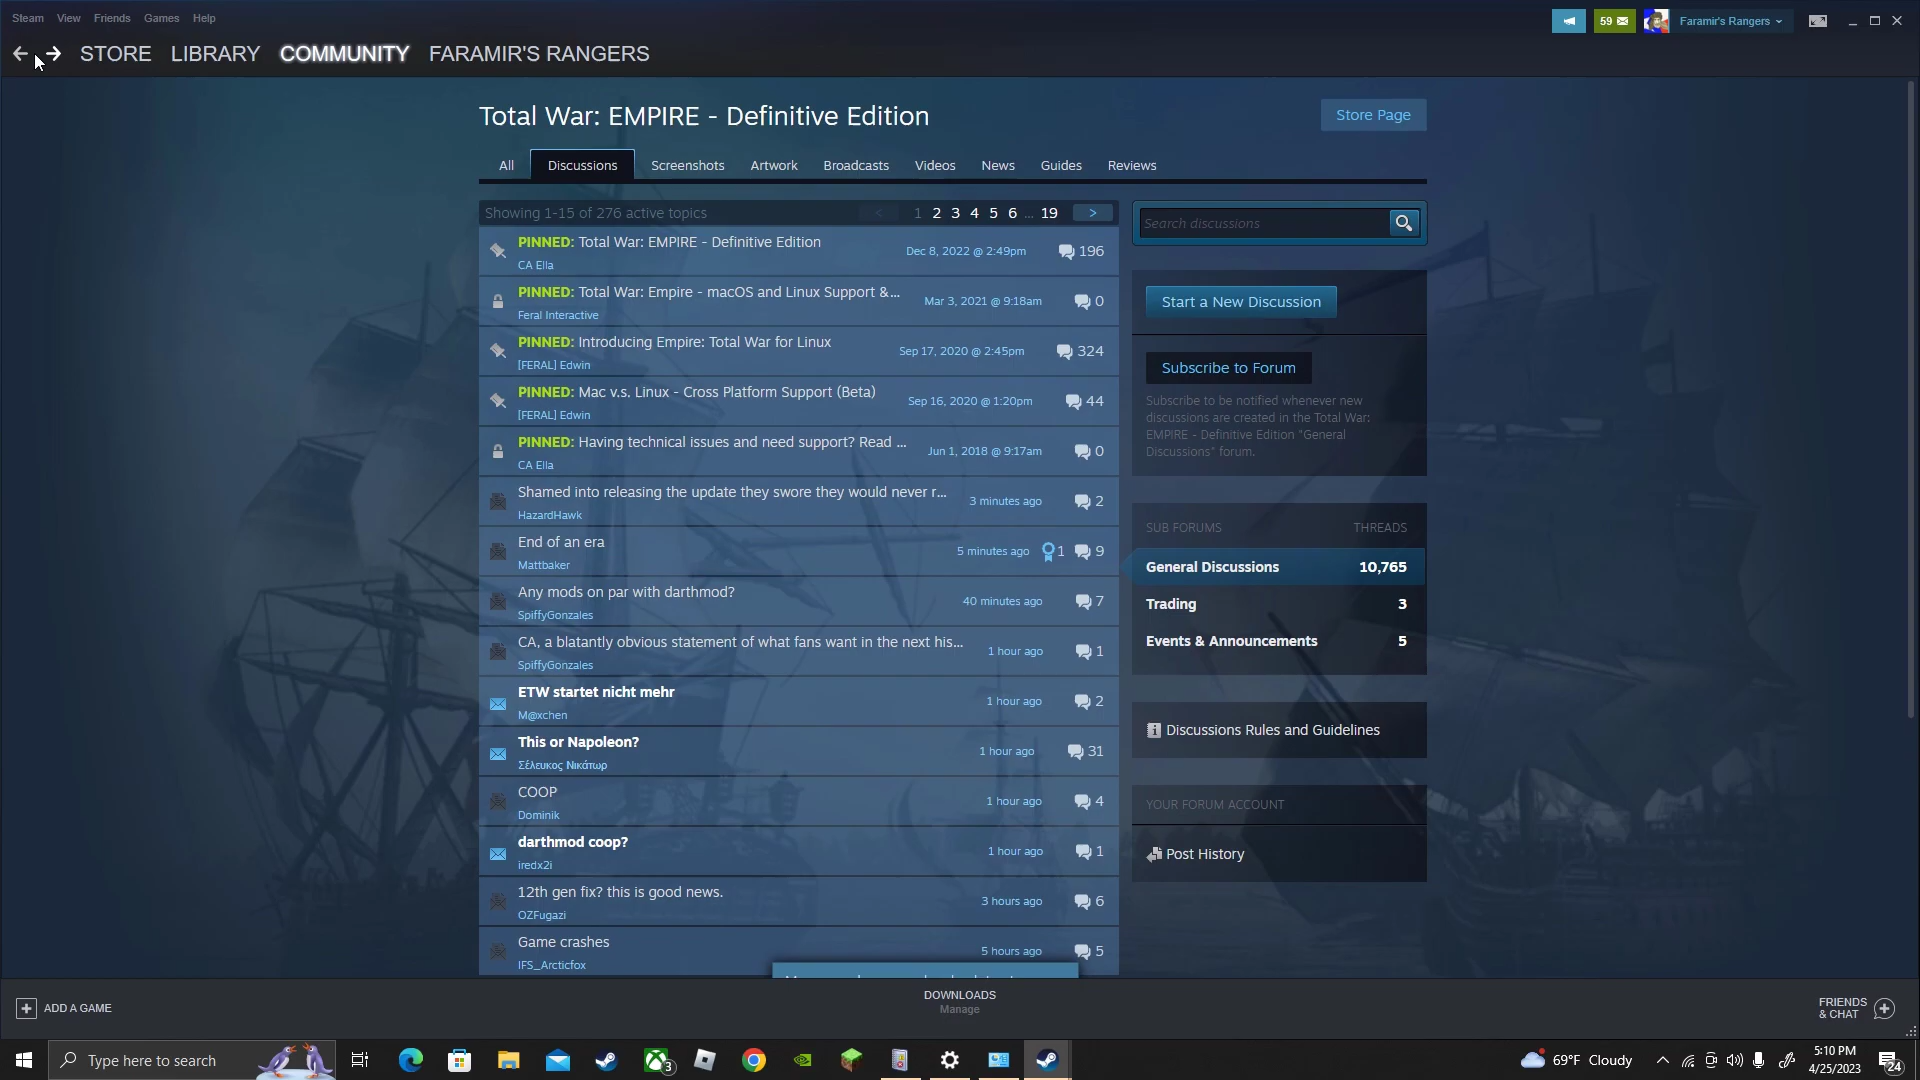 Steam View Friends Games Help
59 Faramir's Rangers
STORE LIBRARY COMMUNITY FARAMIR'S RANGERS
Total War: EMPIRE - Definitive Edition
Store Page
All Discussions Screenshots Artwork Broadcasts Videos News Guides Reviews
Showing 1-15 of 276 active topics
< 1 2 3 4 5 6 ... 19 >
Search discussions
PINNED: Total War: EMPIRE - Definitive Edition
CA Ella
Dec 8, 2022 @ 2:49pm 196
PINNED: Total War: Empire - macOS and Linux Support &...
Feral Interactive
Mar 3, 2021 @ 9:18am 0
PINNED: Introducing Empire: Total War for Linux
[FERAL] Edwin
Sep 17, 2020 @ 2:45pm 324
PINNED: Mac v.s. Linux - Cross Platform Support (Beta)
[FERAL] Edwin
Sep 16, 2020 @ 1:20pm 44
PINNED: Having technical issues and need support? Read ...
CA Ella
Jun 1, 2018 @ 9:17am 0
Shamed into releasing the update they swore they would never r...
HazardHawk
3 minutes ago 2
End of an era
Mattbaker
5 minutes ago 1 9
Any mods on par with darthmod?
SpiffyGonzales
40 minutes ago 7
CA, a blatantly obvious statement of what fans want in the next his...
SpiffyGonzales
1 hour ago 1
ETW startet nicht mehr
M@xchen
1 hour ago 2
This or Napoleon?
Σέλευκος Νικάτωρ
1 hour ago 31
COOP
Dominik
1 hour ago 4
darthmod coop?
iredx2i
1 hour ago 1
12th gen fix? this is good news.
OZFugazi
3 hours ago 6
Game crashes
IFS_Arcticfox
5 hours ago 5
Start a New Discussion
Subscribe to Forum
Subscribe to be notified whenever new
discussions are created in the Total War:
EMPIRE - Definitive Edition "General
Discussions" forum.
SUB FORUMS THREADS
General Discussions 10,765
Trading 3
Events & Announcements 5
Discussions Rules and Guidelines
YOUR FORUM ACCOUNT
Post History
ADD A GAME
DOWNLOADS
Manage
FRIENDS
& CHAT
Type here to search
3
69°F Cloudy
5:10 PM
4/25/2023
24